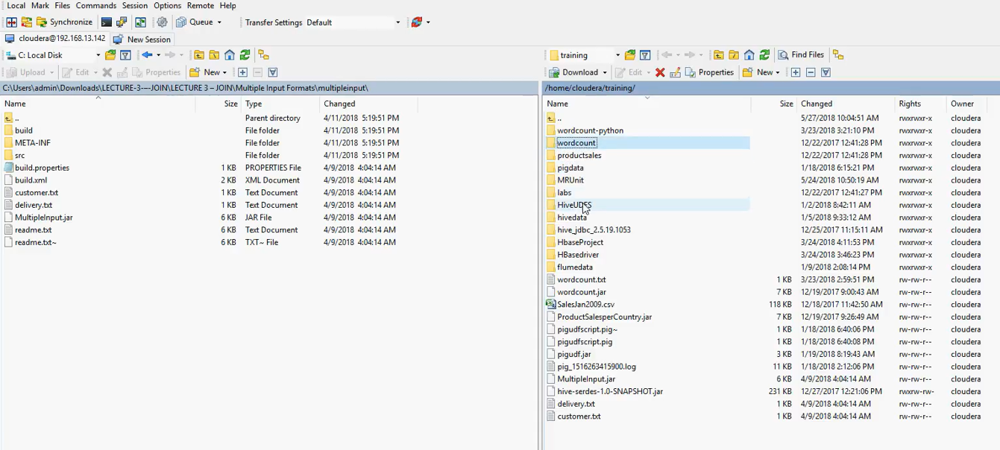 Local Mark Files Commands Session Options Remote Help
Synchronize Queue Transfer Settings Default
cloudera@192.168.13.142 New Session
C: Local Disk
Upload Edit Properties New
C:\Users\admin\Downloads\LECTURE-3----JOIN\LECTURE 3 – JOIN\Multiple Input Formats\multipleinput\
Name Size Type Changed
.. Parent directory 4/11/2018 5:19:51 PM
build File folder 4/11/2018 5:19:51 PM
META-INF File folder 4/11/2018 5:19:51 PM
src File folder 4/11/2018 5:19:51 PM
build.properties 1 KB PROPERTIES File 4/9/2018 4:04:14 AM
build.xml 2 KB XML Document 4/9/2018 4:04:14 AM
customer.txt 1 KB Text Document 4/9/2018 4:04:14 AM
delivery.txt 1 KB Text Document 4/9/2018 4:04:14 AM
MultipleInput.jar 6 KB JAR File 4/9/2018 4:04:14 AM
readme.txt 6 KB Text Document 4/9/2018 4:04:14 AM
readme.txt~ 6 KB TXT~ File 4/9/2018 4:04:14 AM
training Find Files
Download Edit Properties New
/home/cloudera/training/
Name Size Changed Rights Owner
.. 5/27/2018 10:04:51 AM rwxrwxr-x cloudera
wordcount-python 3/23/2018 3:21:10 PM rwxrwxr-x cloudera
wordcount 12/22/2017 12:41:28 PM rwxrwxr-x cloudera
productsales 12/22/2017 12:41:28 PM rwxrwxr-x cloudera
pigdata 1/18/2018 6:15:21 PM rwxrwxr-x cloudera
MRUnit 5/24/2018 10:50:19 AM rwxrwxr-x cloudera
labs 12/22/2017 12:41:27 PM rwxrwxr-x cloudera
HiveUDFS 1/2/2018 8:42:11 AM rwxrwxr-x cloudera
hivedata 1/5/2018 9:33:12 AM rwxrwxr-x cloudera
hive_jdbc_2.5.19.1053 12/25/2017 11:15:11 AM rwxrwxr-x cloudera
HbaseProject 3/24/2018 4:11:53 PM rwxrwxr-x cloudera
HBasedriver 3/24/2018 3:46:23 PM rwxrwxr-x cloudera
flumedata 1/9/2018 2:08:14 PM rwxrwxr-x cloudera
wordcount.txt 1 KB 3/23/2018 2:59:51 PM rw-rw-r-- cloudera
wordcount.jar 7 KB 12/19/2017 9:00:43 AM rw-rw-r-- cloudera
SalesJan2009.csv 118 KB 12/18/2017 11:42:50 AM rw-rw-r-- cloudera
ProductSalesperCountry.jar 7 KB 12/19/2017 9:26:49 AM rw-rw-r-- cloudera
pigudfscript.pig~ 1 KB 1/18/2018 6:40:06 PM rw-rw-r-- cloudera
pigudfscript.pig 1 KB 1/18/2018 6:40:08 PM rw-rw-r-- cloudera
pigudf.jar 3 KB 1/19/2018 8:19:43 AM rw-rw-r-- cloudera
pig_1516263415900.log 11 KB 1/18/2018 2:12:06 PM rw-rw-r-- cloudera
MultipleInput.jar 6 KB 4/9/2018 4:04:14 AM rw-rw-r-- cloudera
hive-serdes-1.0-SNAPSHOT.jar 231 KB 12/27/2017 12:21:06 PM rwxrw-rw- cloudera
delivery.txt 1 KB 4/9/2018 4:04:14 AM rw-rw-r-- cloudera
customer.txt 1 KB 4/9/2018 4:04:14 AM rw-rw-r-- cloudera